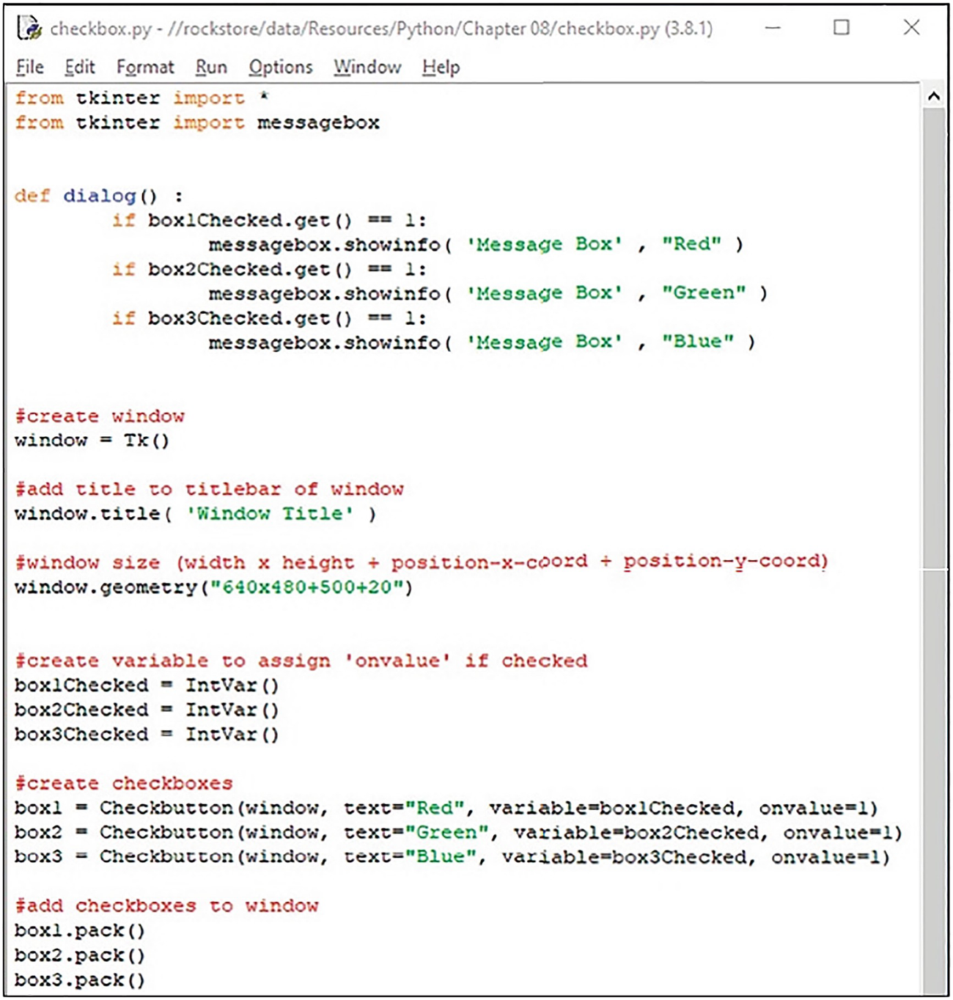 checkbox.py - //rockstore/data/Resources/Python/Chapter 08/checkbox.py (3.8.1)
File Edit Format Run Options Window Help
from tkinter import *
from tkinter import messagebox
def dialog() :
if box1Checked.get() == 1:
messagebox.showinfo( 'Message Box' , "Red" )
if box2Checked.get() == 1:
messagebox.showinfo( 'Message Box' , "Green" )
if box3Checked.get() == 1:
messagebox.showinfo( 'Message Box' , "Blue" )
#create window
window = Tk()
#add title to titlebar of window
window.title( 'Window Title' )
#window size (width x height + position-x-coord + position-y-coord)
window.geometry("640x480+500+20")
#create variable to assign 'onvalue' if checked
box1Checked = IntVar()
box2Checked = IntVar()
box3Checked = IntVar()
#create checkboxes
box1 = Checkbutton(window, text="Red", variable=box1Checked, onvalue=1)
box2 = Checkbutton(window, text="Green", variable=box2Checked, onvalue=1)
box3 = Checkbutton(window, text="Blue", variable=box3Checked, onvalue=1)
#add checkboxes to window
box1.pack()
box2.pack()
box3.pack()